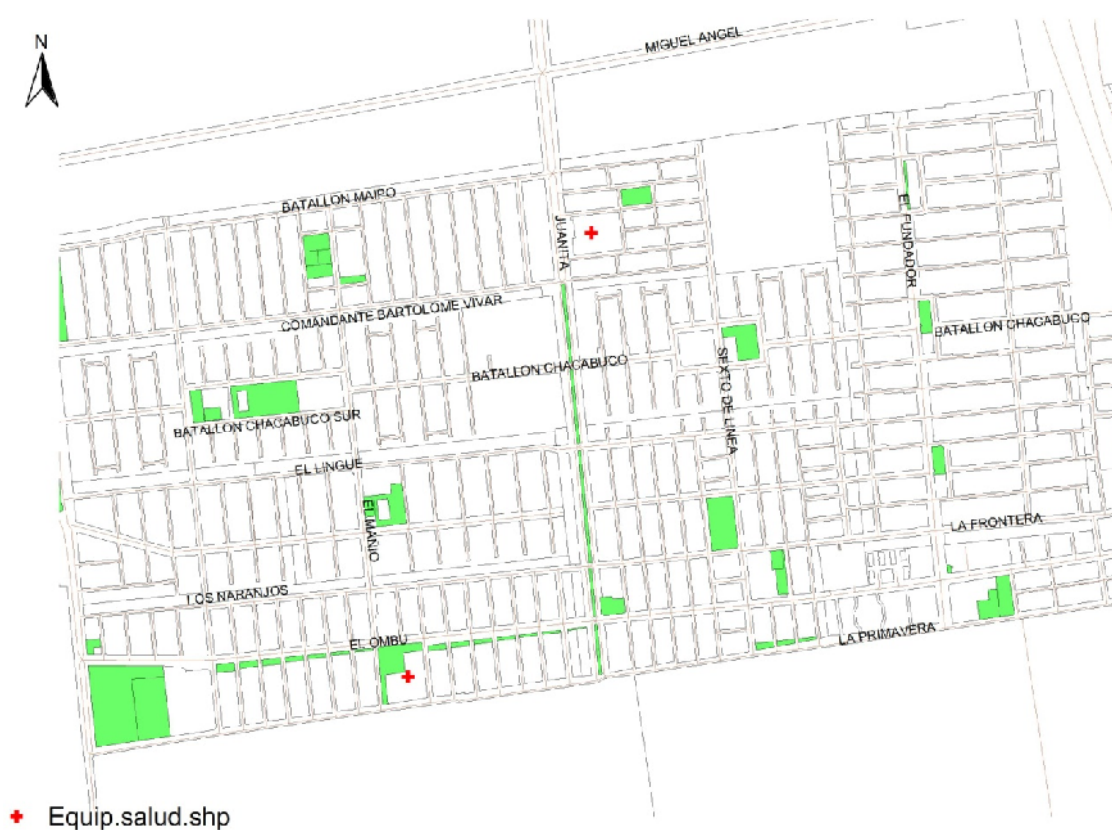 N
MIGUEL ANGEL
BATALLON MAIPO
JUANITA
EL FUNDADOR
COMANDANTE BARTOLOME VIVAR
BATALLON CHACABUCO
BATALLON CHACABUCO
SEXTO DE LINEA
BATALLON CHACABUCO SUR
EL LINGUE
EL MANIO
LA FRONTERA
LOS NARANJOS
EL OMBU
LA PRIMAVERA
Equip.salud.shp